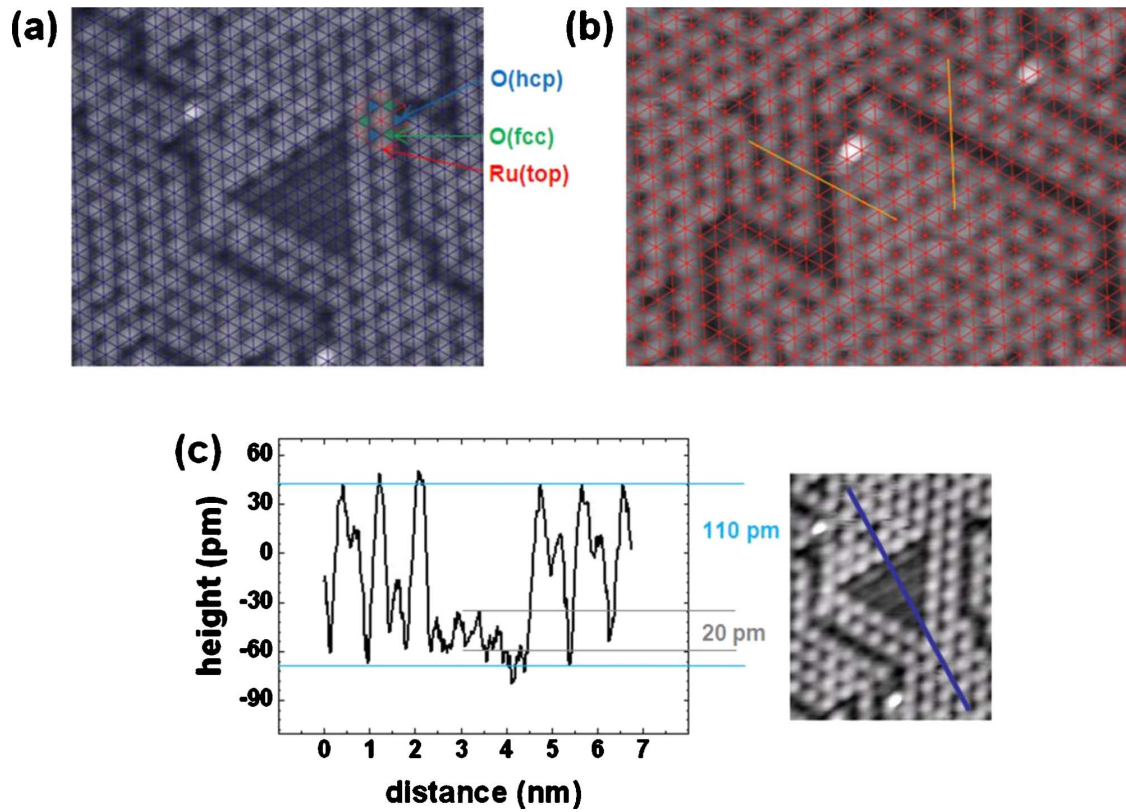 (a)
O(hcp)
O(fcc)
Ru(top)
(b)
(c)
height (pm)
60
30
0
-30
-60
-90
0 1 2 3 4 5 6 7
distance (nm)
110 pm
20 pm